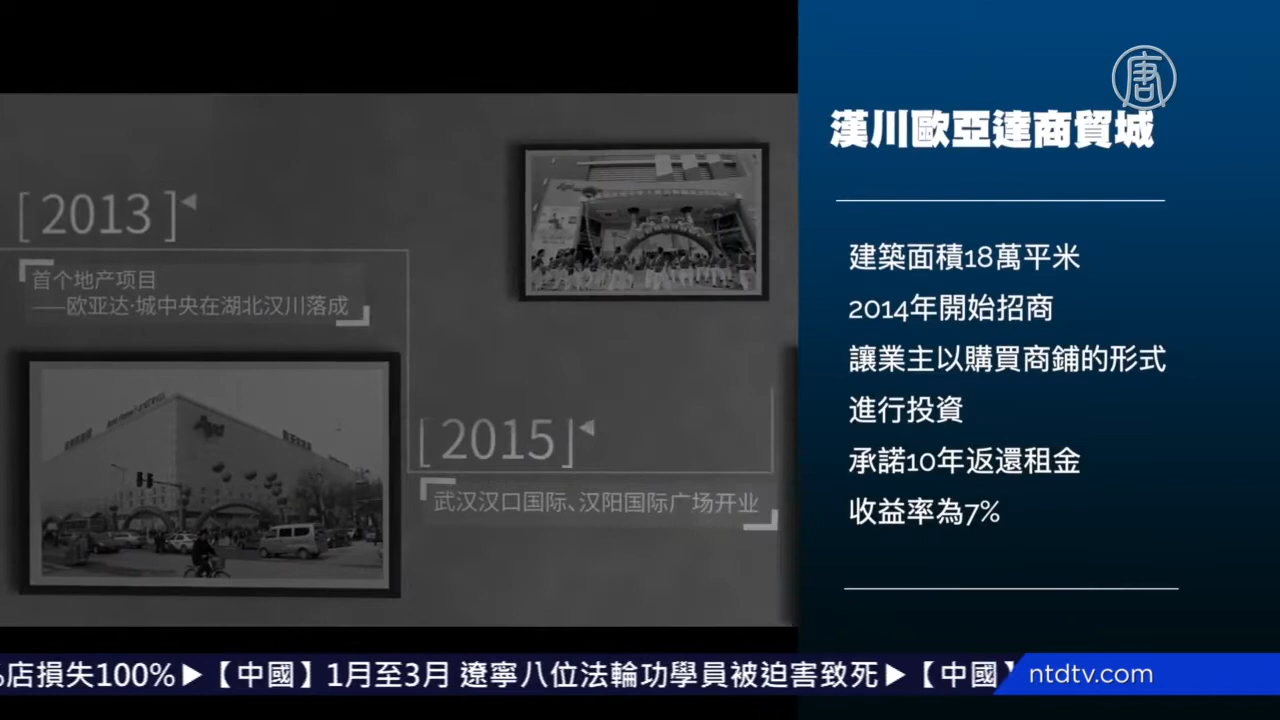 唐
漢川歐亞達商貿城
[2013]
首个地产项目
——欧亚达·城中央在湖北汉川落成
[2015]
武汉汉口国际、汉阳国际广场开业
建築面積18萬平米
2014年開始招商
讓業主以購買商鋪的形式
進行投資
承諾10年返還租金
收益率為7%
店損失100%▶【中國】1月至3月 遼寧八位法輪功學員被迫害致死▶【中國】
ntdtv.com